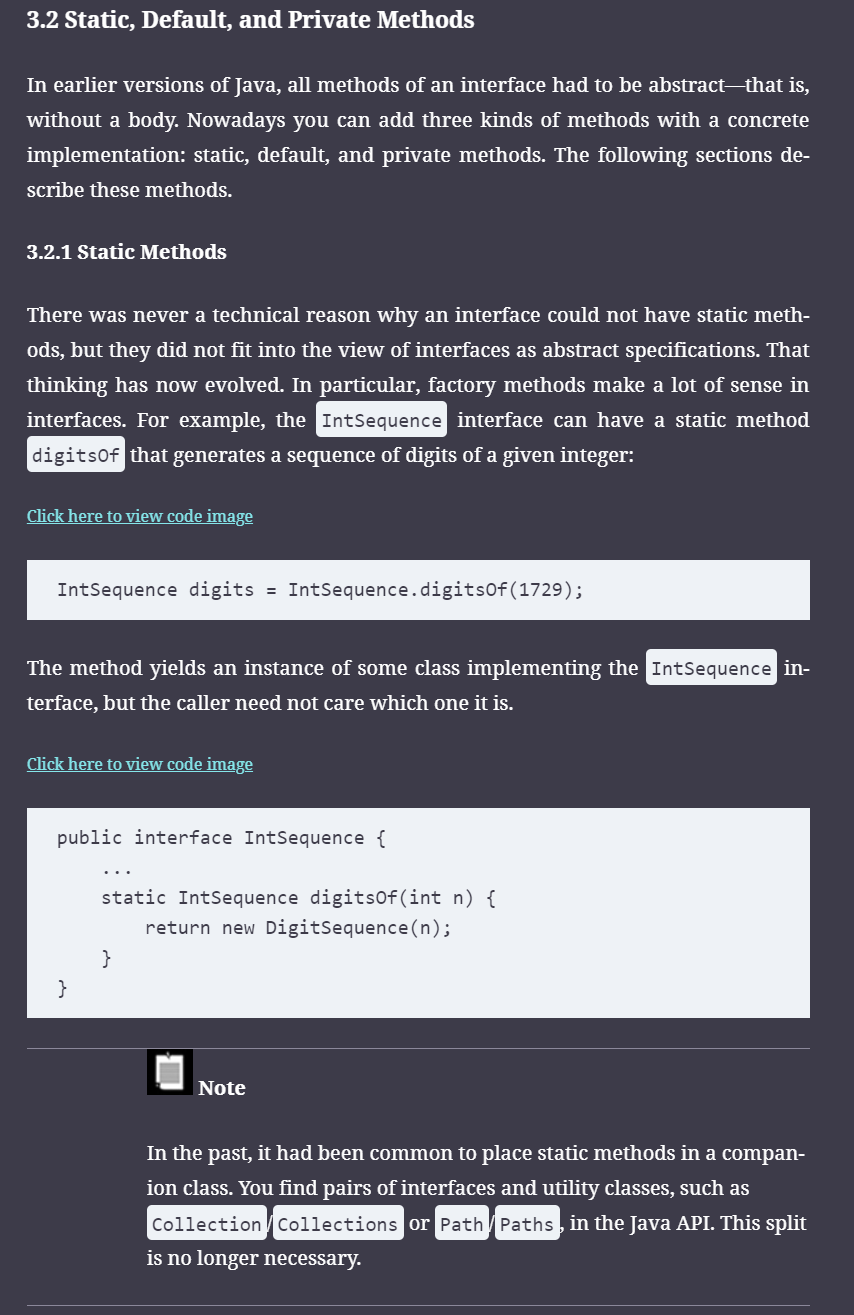 3.2 Static, Default, and Private Methods
In earlier versions of Java, all methods of an interface had to be abstract—that is,
without a body. Nowadays you can add three kinds of methods with a concrete
implementation: static, default, and private methods. The following sections de-
scribe these methods.
3.2.1 Static Methods
There was never a technical reason why an interface could not have static meth-
ods, but they did not fit into the view of interfaces as abstract specifications. That
thinking has now evolved. In particular, factory methods make a lot of sense in
interfaces. For example, the IntSequence interface can have a static method
digitsOf that generates a sequence of digits of a given integer:
Click here to view code image
IntSequence digits = IntSequence.digitsOf(1729);
The method yields an instance of some class implementing the IntSequence in-
terface, but the caller need not care which one it is.
Click here to view code image
public interface IntSequence {
    ...
    static IntSequence digitsOf(int n) {
        return new DigitSequence(n);
    }
}
Note
In the past, it had been common to place static methods in a compan-
ion class. You find pairs of interfaces and utility classes, such as
Collection/Collections or Path/Paths, in the Java API. This split
is no longer necessary.